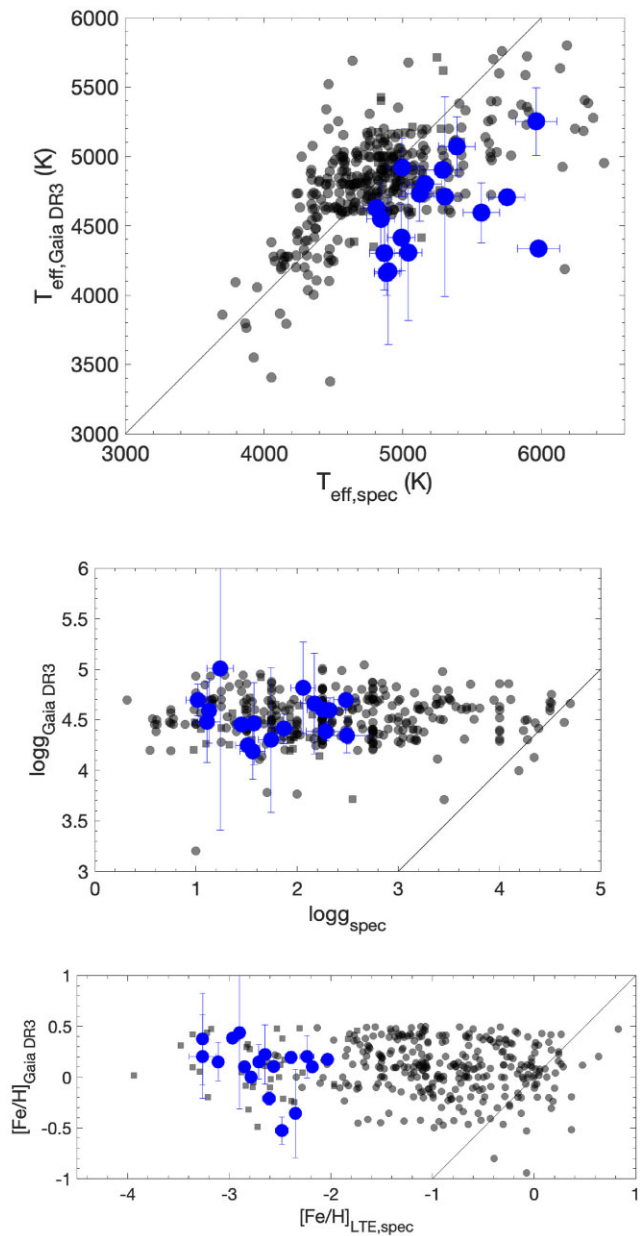 6000
5500
5000
4500
4000
3500
3000
T_eff,Gaia DR3 (K)
3000 4000 5000 6000
T_eff,spec (K)
6
5.5
5
4.5
4
3.5
3
logg_Gaia DR3
0 1 2 3 4 5
logg_spec
1
0.5
0
-0.5
-1
[Fe/H]_Gaia DR3
-4 -3 -2 -1 0 1
[Fe/H]_LTE,spec